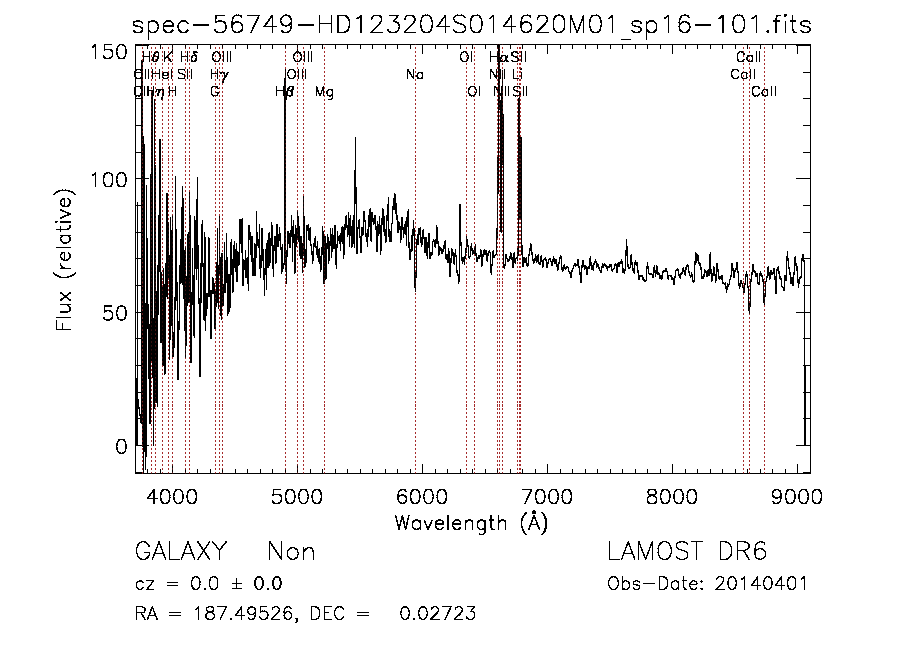 spec-56749-HD123204S014620M01_sp16-101.fits
Hθ K Hδ OIII OIII OI Hα SII CaII
OII HeI SII Hγ OIII Na NII Li CaII
OII Hη H G Hβ Mg OI NII SII CaII
150
100
50
0
Flux (relative)
4000 5000 6000 7000 8000 9000
Wavelength (Å)
GALAXY Non LAMOST DR6
cz = 0.0 ± 0.0 Obs-Date: 20140401
RA = 187.49526, DEC = 0.02723